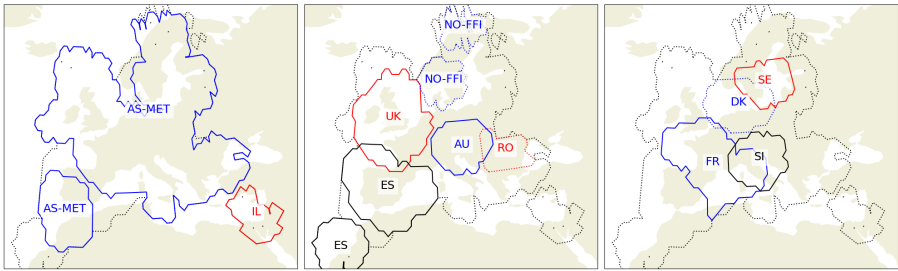 AS-MET
AS-MET
IL
NO-FFI
NO-FFI
UK
AU
RO
ES
ES
SE
DK
FR
SI